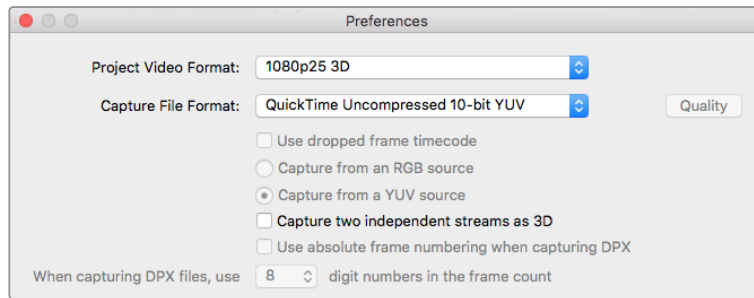 Preferences
Project Video Format: 1080p25 3D
Capture File Format: QuickTime Uncompressed 10-bit YUV Quality
Use dropped frame timecode
Capture from an RGB source
Capture from a YUV source
Capture two independent streams as 3D
Use absolute frame numbering when capturing DPX
When capturing DPX files, use 8 digit numbers in the frame count